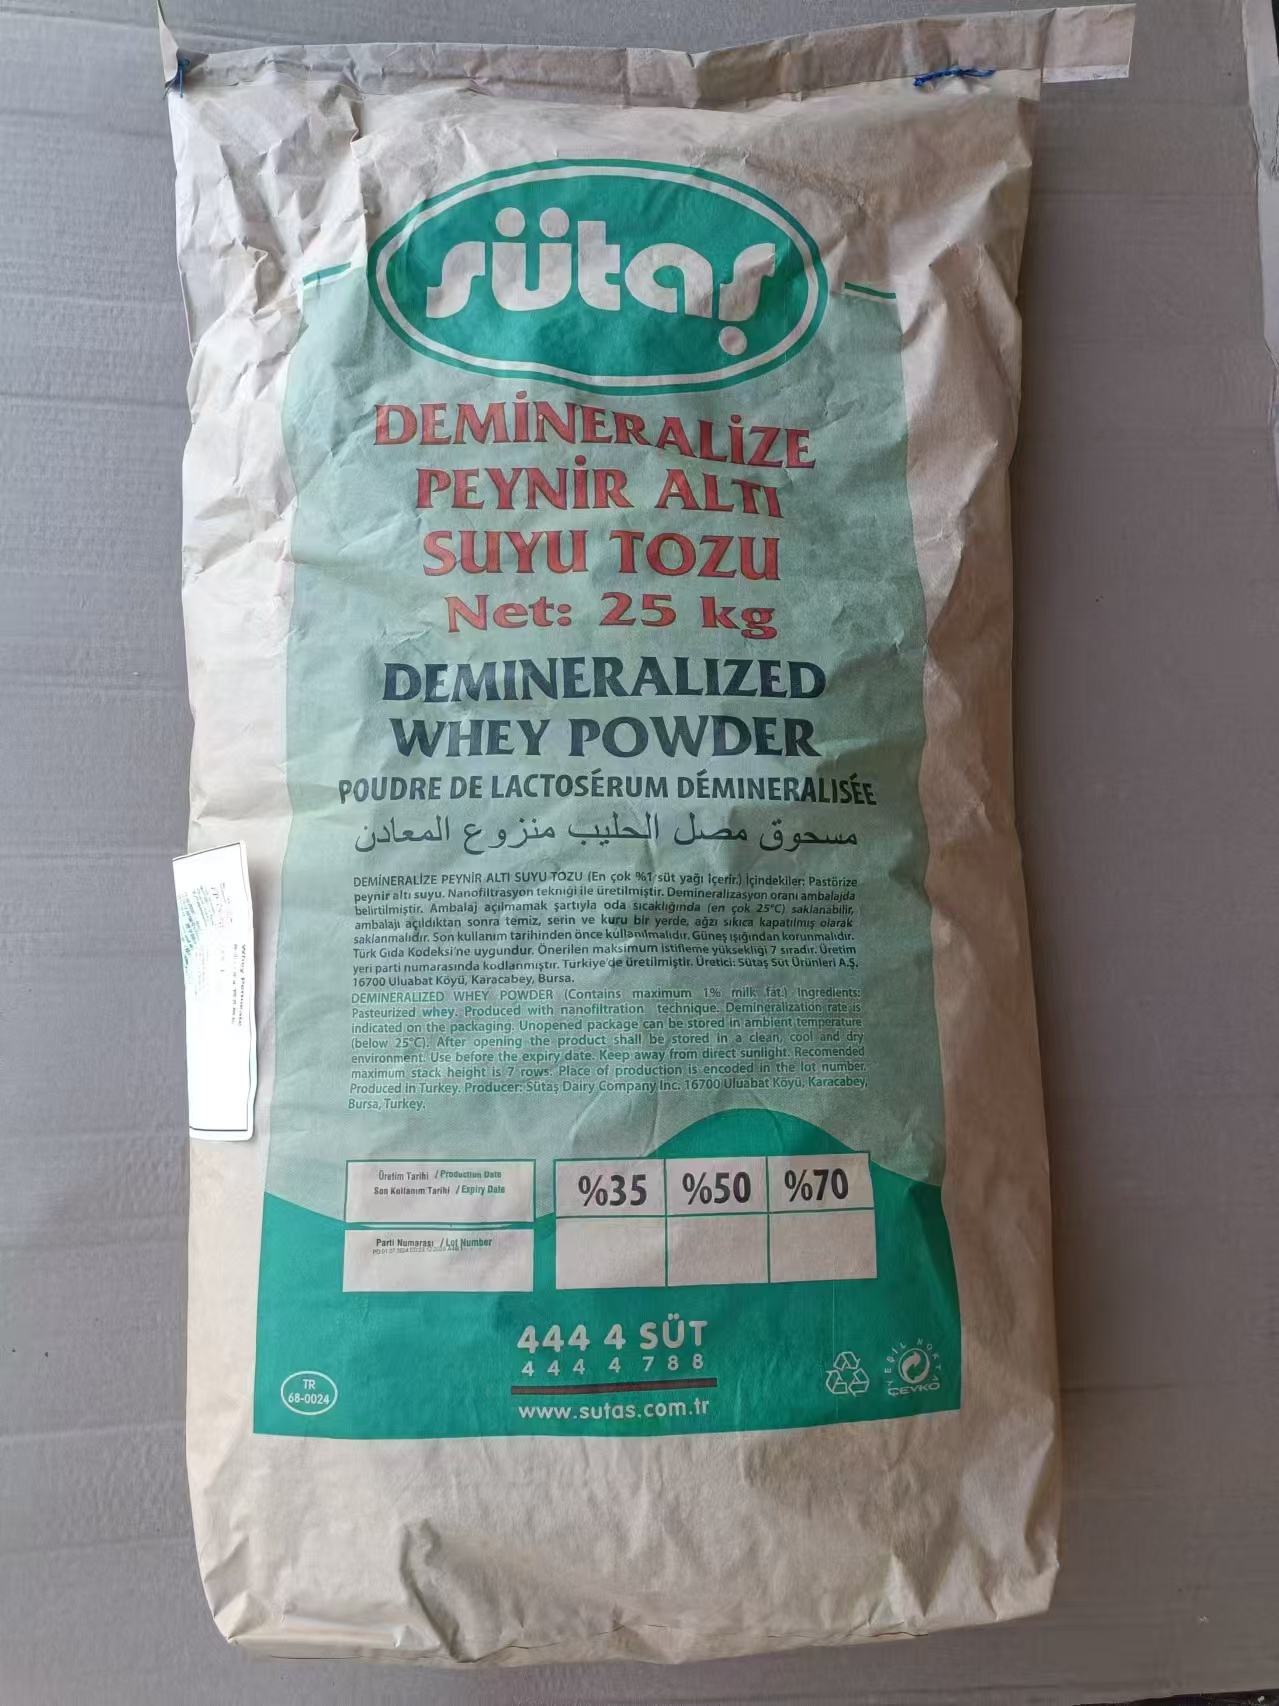 sütaş
DEMİNERALİZE
PEYNİR ALTI
SUYU TOZU
Net: 25 kg
DEMINERALIZED
WHEY POWDER
POUDRE DE LACTOSÉRUM DÉMINERALISÉE
مسحوق مصل الحليب منزوع المعادن
DEMİNERALİZE PEYNİR ALTI SUYU TOZU (En çok %1 süt yağı içerir.) İçindekiler: Pastörize
peynir altı suyu. Nanofiltrasyon tekniği ile üretilmiştir. Demineralizasyon oranı ambalajda
belirtilmiştir. Ambalaj açılmamak şartıyla oda sıcaklığında (en çok 25°C) saklanabilir,
ambalajı açıldıktan sonra temiz, serin ve kuru bir yerde, ağzı sıkıca kapatılmış olarak
saklanmalıdır. Son kullanım tarihinden önce kullanılmalıdır. Güneş ışığından korunmalıdır.
Türk Gıda Kodeksi'ne uygundur. Önerilen maksimum istifleme yüksekliği 7 sıradır. Üretim
yeri parti numarasında kodlanmıştır. Türkiye'de üretilmiştir. Üretici: Sütaş Süt Ürünleri A.Ş.
16700 Uluabat Köyü, Karacabey, Bursa.
DEMINERALIZED WHEY POWDER (Contains maximum 1% milk fat.) Ingredients:
Pasteurized whey. Produced with nanofiltration technique. Demineralization rate is
indicated on the packaging. Unopened package can be stored in ambient temperature
(below 25°C). After opening the product shall be stored in a clean, cool and dry
environment. Use before the expiry date. Keep away from direct sunlight. Recomended
maximum stack height is 7 rows. Place of production is encoded in the lot number.
Produced in Turkey. Producer: Sütaş Dairy Company Inc. 16700 Uluabat Köyü, Karacabey,
Bursa, Turkey.
Üretim Tarihi / Production Date
Son Kullanım Tarihi / Expiry Date
%35 %50 %70
Parti Numarası / Lot Number
444 4 SÜT
444 4 788
www.sutas.com.tr
TR
68-0024
YEŞİL NOKTA
ÇEVKO
Whey Permeate